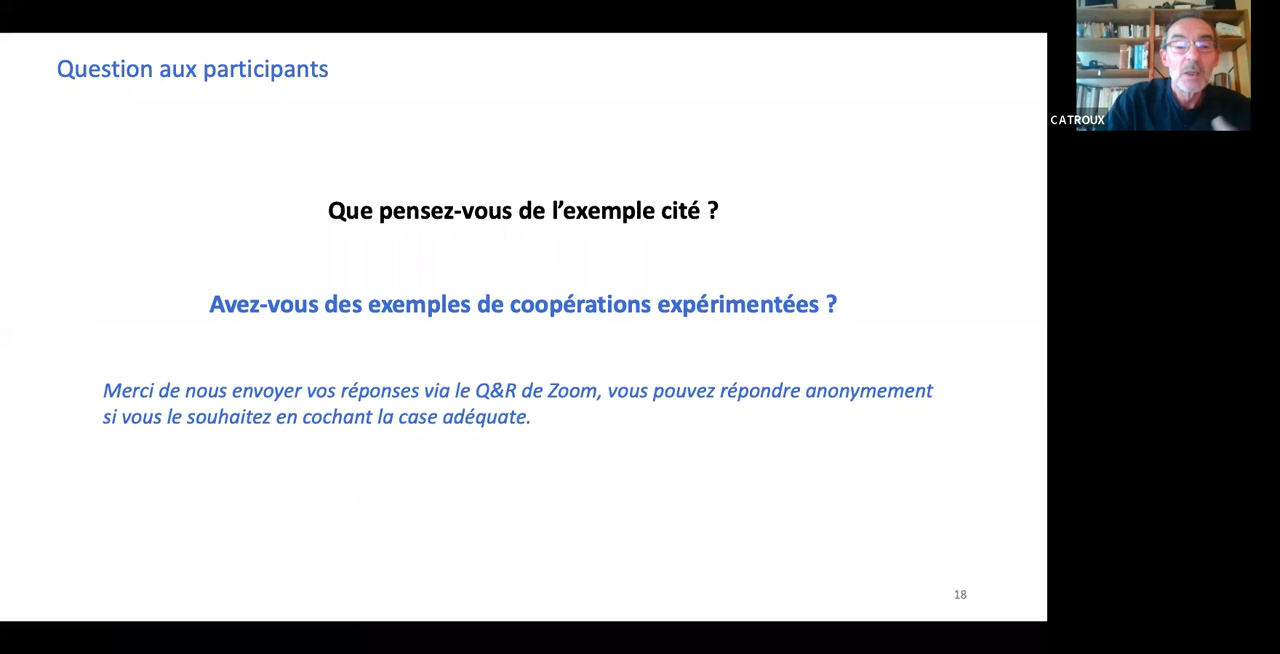 Question aux participants
CATROUX
Que pensez-vous de l’exemple cité ?
Avez-vous des exemples de coopérations expérimentées ?
Merci de nous envoyer vos réponses via le Q&R de Zoom, vous pouvez répondre anonymement
si vous le souhaitez en cochant la case adéquate.
18